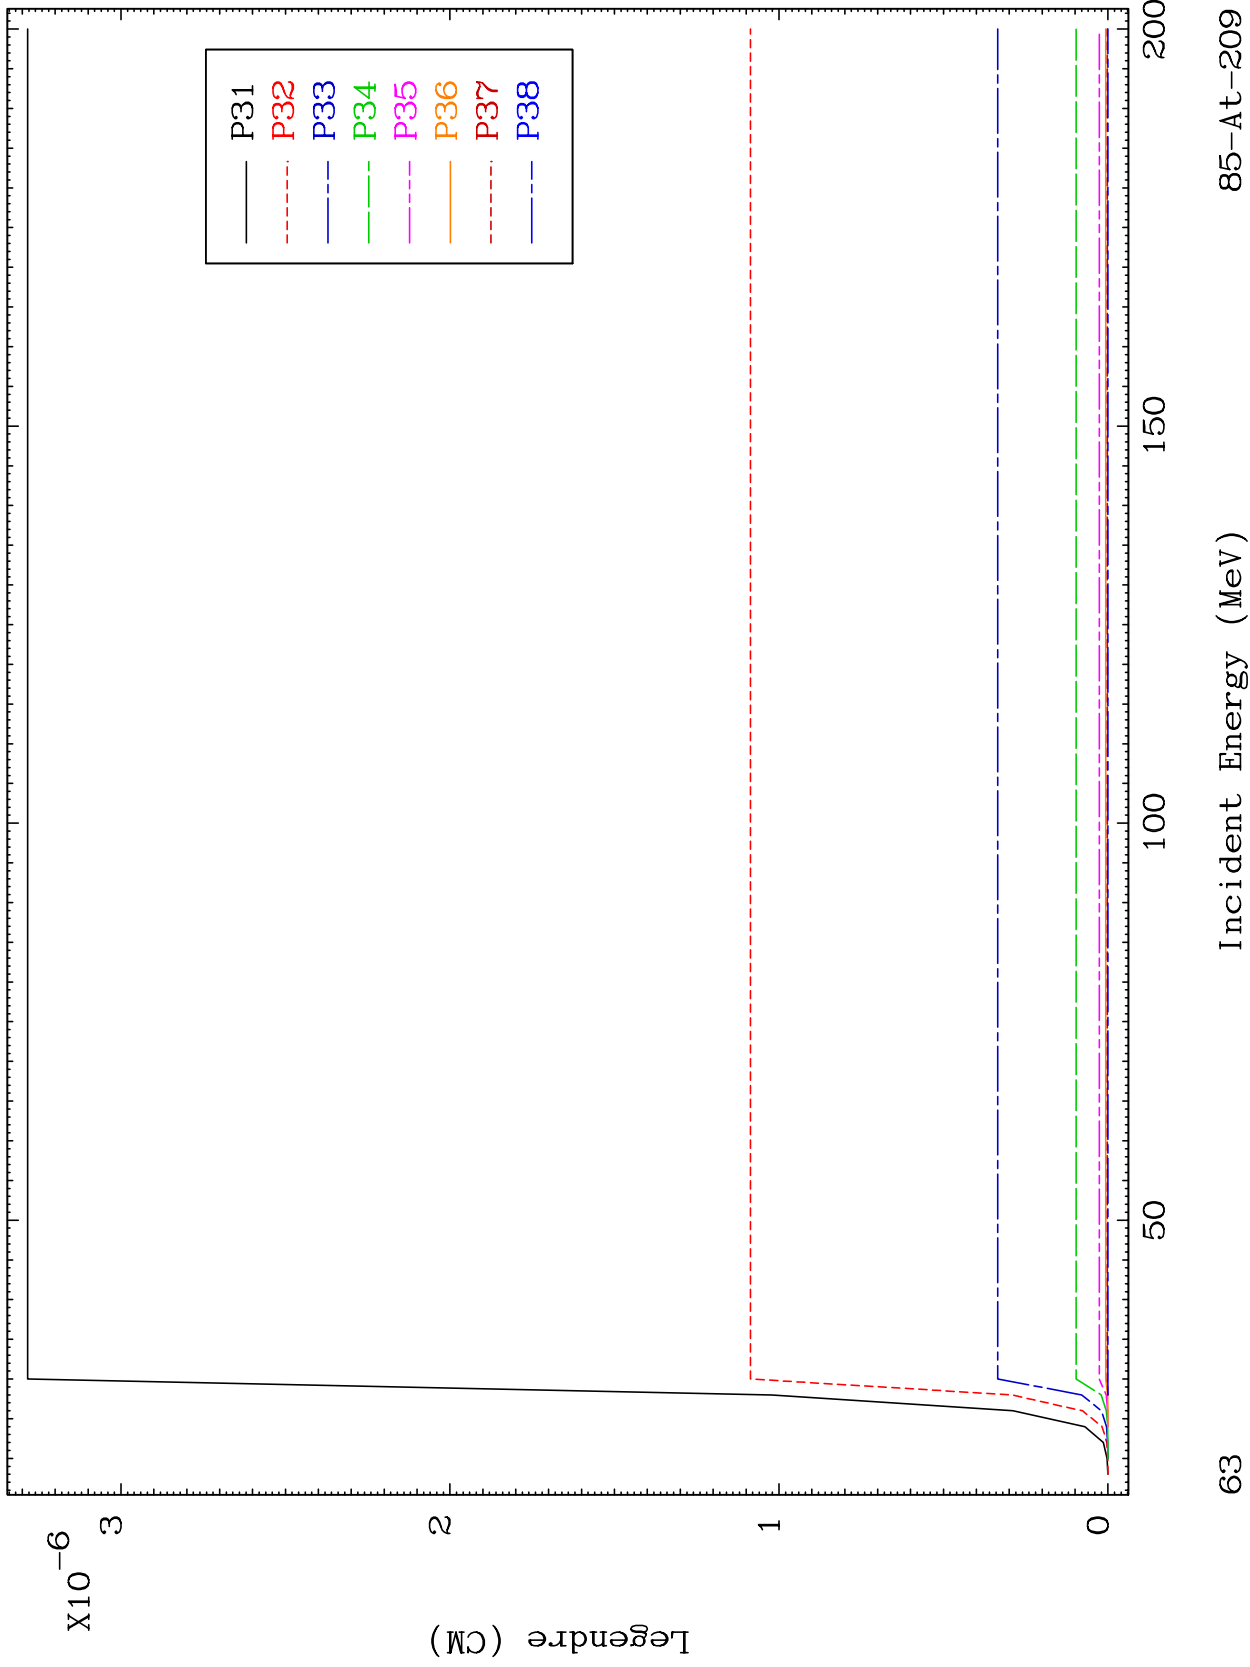 X10-6
3
2
1
0
Legendre (CM)
P31
P32
P33
P34
P35
P36
P37
P38
50
100
150
200
Incident Energy (MeV)
63
85-At-209